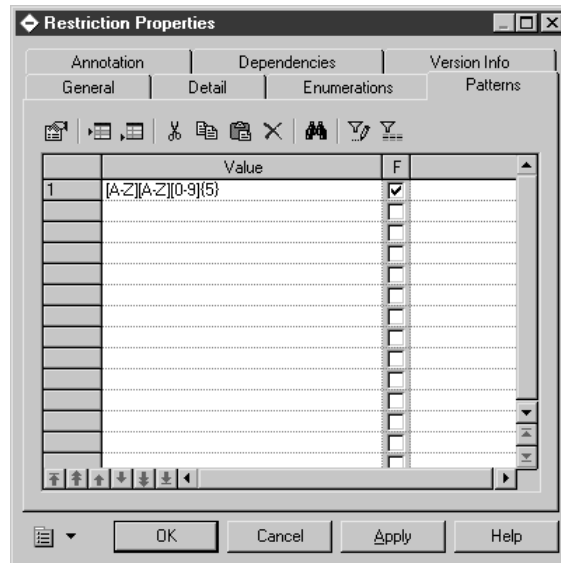 Restriction Properties
Annotation Dependencies Version Info
General Detail Enumerations Patterns
Value F
1 [A-Z][A-Z][0-9]{5}
OK Cancel Apply Help